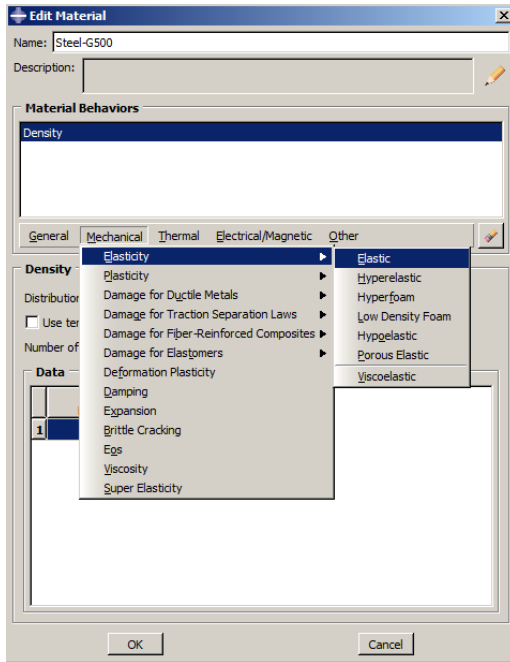 Edit Material
Name: Steel-G500
Description:
Material Behaviors
Density
General Mechanical Thermal Electrical/Magnetic Other
Elasticity
Plasticity
Damage for Ductile Metals
Damage for Traction Separation Laws
Damage for Fiber-Reinforced Composites
Damage for Elastomers
Deformation Plasticity
Damping
Expansion
Brittle Cracking
Eos
Viscosity
Super Elasticity
Elastic
Hyperelastic
Hyperfoam
Low Density Foam
Hypoelastic
Porous Elastic
Viscoelastic
Density
Distribution
Use ter
Number of
Data
1
OK Cancel